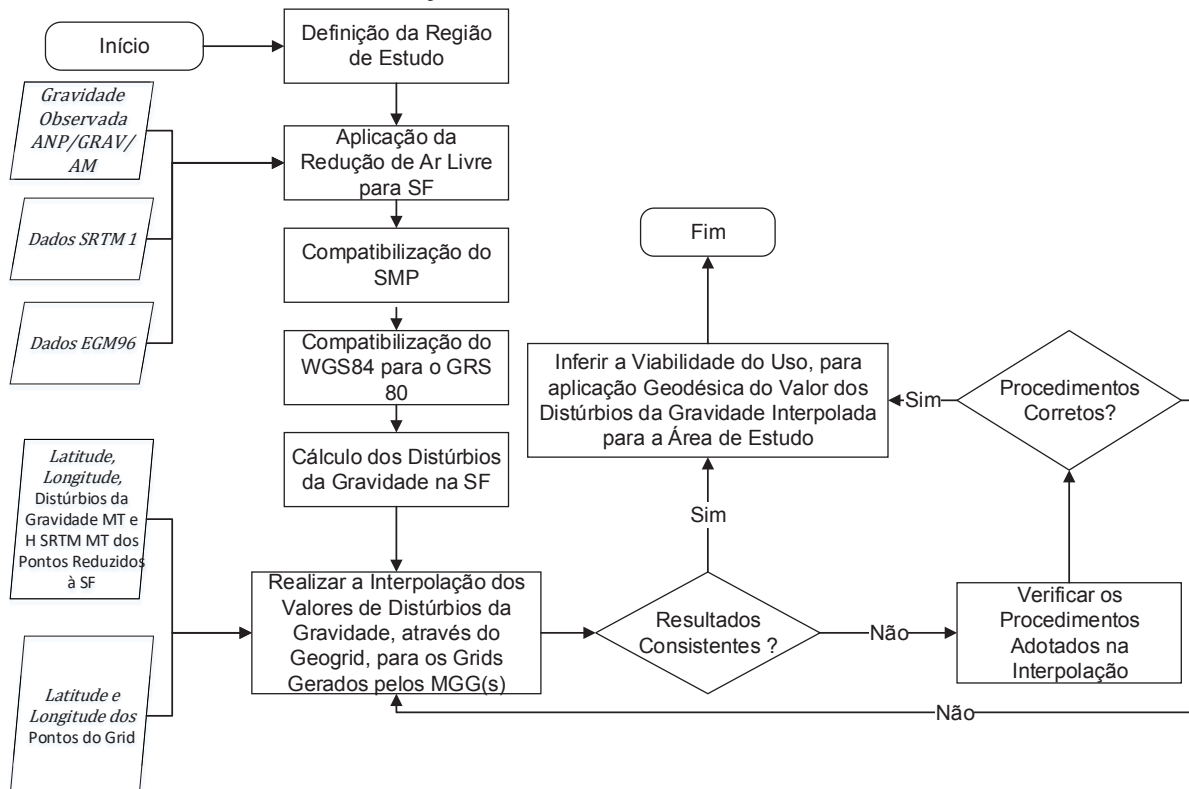 Início
Definição da Região
de Estudo
Gravidade
Observada
ANP/GRAV/
AM
Aplicação da
Redução de Ar Livre
para SF
Dados SRTM 1
Dados EGM96
Compatibilização do
SMP
Compatibilização do
WGS84 para o GRS
80
Cálculo dos Distúrbios
da Gravidade na SF
Latitude,
Longitude,
Distúrbios da
Gravidade MT e
H SRTM MT dos
Pontos Reduzidos
à SF
Latitude e
Longitude dos
Pontos do Grid
Realizar a Interpolação dos
Valores de Distúrbios da
Gravidade, através do
Geogrid, para os Grids
Gerados pelos MGG(s)
Resultados
Consistentes ?
Sim
Não
Fim
Inferir a Viabilidade do Uso, para
aplicação Geodésica do Valor dos
Distúrbios da Gravidade Interpolada
para a Área de Estudo
Sim
Procedimentos
Corretos?
Verificar os
Procedimentos
Adotados na
Interpolação
Não